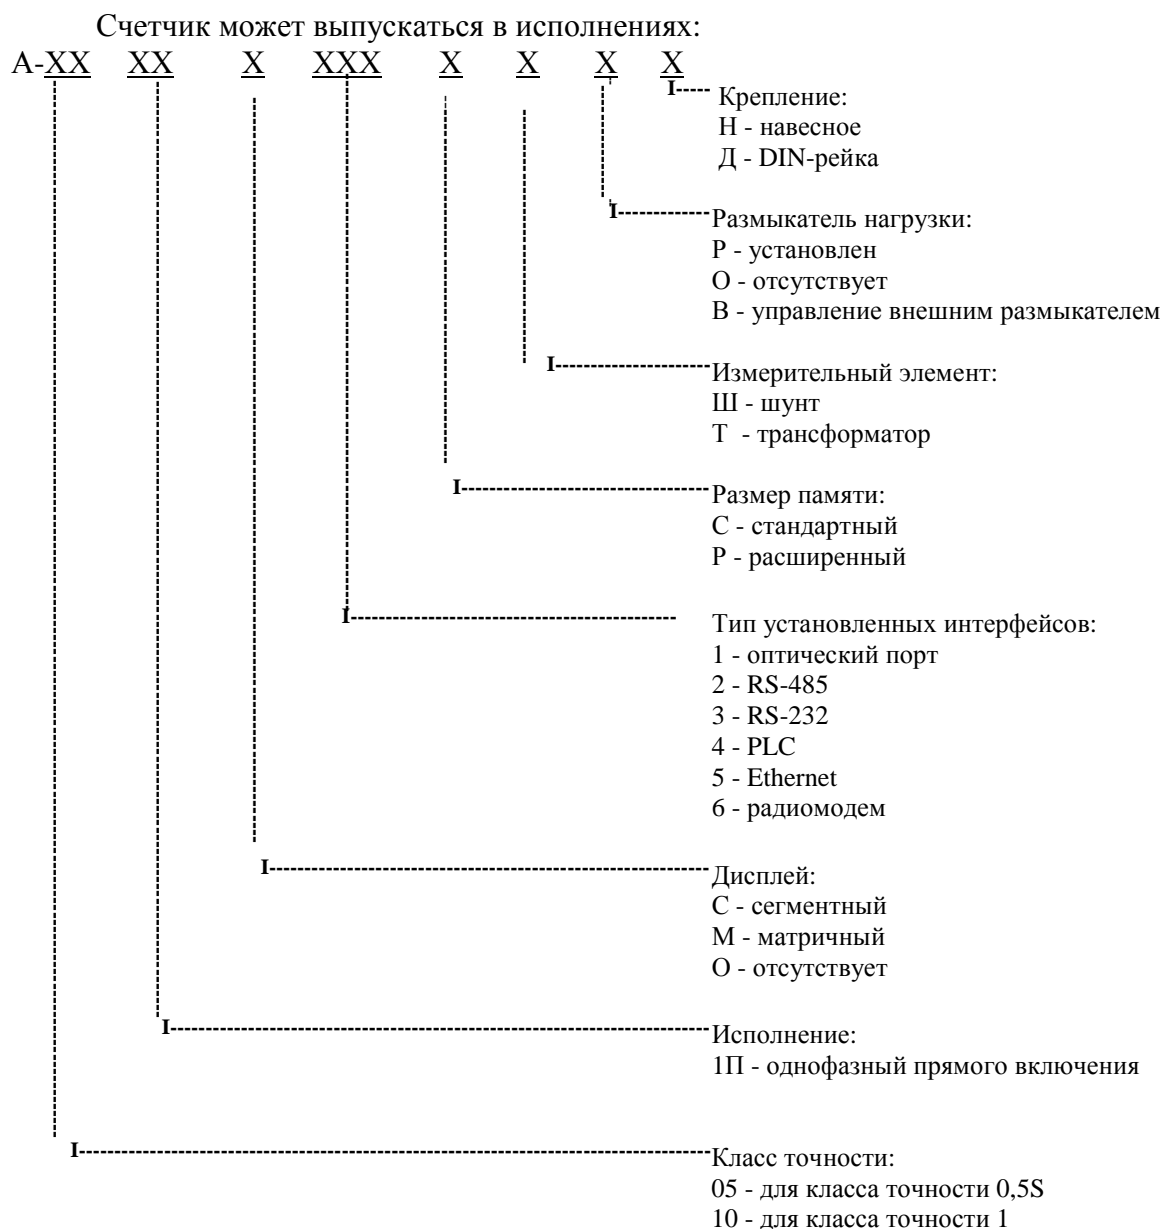 Счетчик может выпускаться в исполнениях:
А-ХХ ХХ Х ХХХ Х Х Х Х
Крепление:
Н - навесное
Д - DIN-рейка
Размыкатель нагрузки:
Р - установлен
О - отсутствует
В - управление внешним размыкателем
Измерительный элемент:
Ш - шунт
Т - трансформатор
Размер памяти:
С - стандартный
Р - расширенный
Тип установленных интерфейсов:
1 - оптический порт
2 - RS-485
3 - RS-232
4 - PLC
5 - Ethernet
6 - радиомодем
Дисплей:
С - сегментный
М - матричный
О - отсутствует
Исполнение:
1П - однофазный прямого включения
Класс точности:
05 - для класса точности 0,5S
10 - для класса точности 1